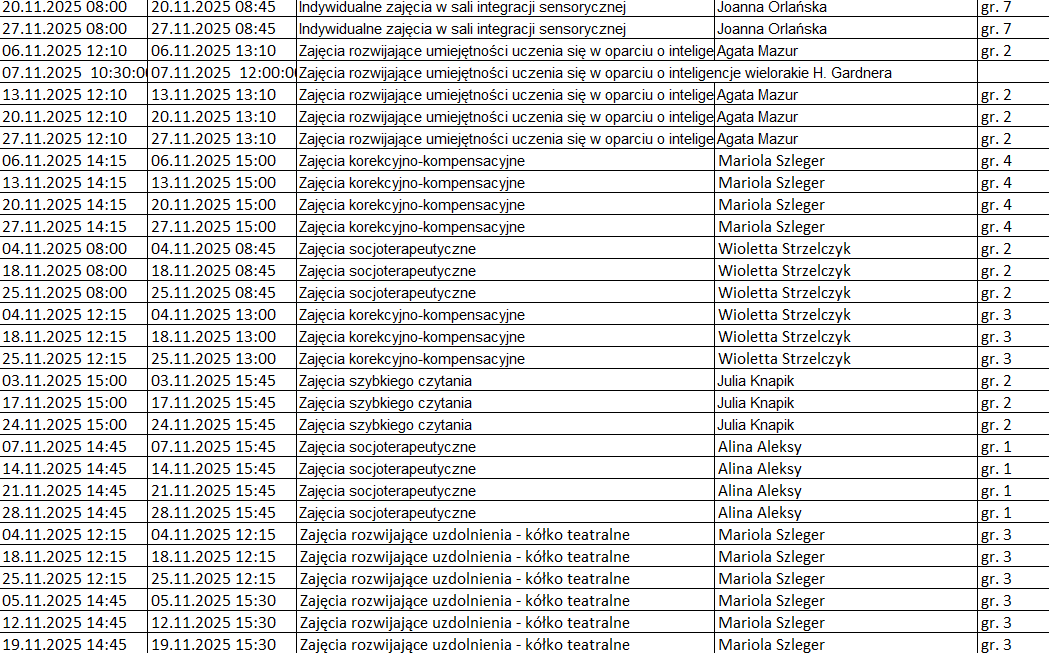 20.11.2025 08:00 20.11.2025 08:45 Indywidualne zajęcia w sali integracji sensorycznej Joanna Orlańska gr. 7
27.11.2025 08:00 27.11.2025 08:45 Indywidualne zajęcia w sali integracji sensorycznej Joanna Orlańska gr. 7
06.11.2025 12:10 06.11.2025 13:10 Zajęcia rozwijające umiejętności uczenia się w oparciu o intelige Agata Mazur gr. 2
07.11.2025 10:30:00 07.11.2025 12:00:00 Zajęcia rozwijające umiejętności uczenia się w oparciu o inteligencje wielorakie H. Gardnera
13.11.2025 12:10 13.11.2025 13:10 Zajęcia rozwijające umiejętności uczenia się w oparciu o intelige Agata Mazur gr. 2
20.11.2025 12:10 20.11.2025 13:10 Zajęcia rozwijające umiejętności uczenia się w oparciu o intelige Agata Mazur gr. 2
27.11.2025 12:10 27.11.2025 13:10 Zajęcia rozwijające umiejętności uczenia się w oparciu o intelige Agata Mazur gr. 2
06.11.2025 14:15 06.11.2025 15:00 Zajęcia korekcyjno-kompensacyjne Mariola Szleger gr. 4
13.11.2025 14:15 13.11.2025 15:00 Zajęcia korekcyjno-kompensacyjne Mariola Szleger gr. 4
20.11.2025 14:15 20.11.2025 15:00 Zajęcia korekcyjno-kompensacyjne Mariola Szleger gr. 4
27.11.2025 14:15 27.11.2025 15:00 Zajęcia korekcyjno-kompensacyjne Mariola Szleger gr. 4
04.11.2025 08:00 04.11.2025 08:45 Zajęcia socjoterapeutyczne Wioletta Strzelczyk gr. 2
18.11.2025 08:00 18.11.2025 08:45 Zajęcia socjoterapeutyczne Wioletta Strzelczyk gr. 2
25.11.2025 08:00 25.11.2025 08:45 Zajęcia socjoterapeutyczne Wioletta Strzelczyk gr. 2
04.11.2025 12:15 04.11.2025 13:00 Zajęcia korekcyjno-kompensacyjne Wioletta Strzelczyk gr. 3
18.11.2025 12:15 18.11.2025 13:00 Zajęcia korekcyjno-kompensacyjne Wioletta Strzelczyk gr. 3
25.11.2025 12:15 25.11.2025 13:00 Zajęcia korekcyjno-kompensacyjne Wioletta Strzelczyk gr. 3
03.11.2025 15:00 03.11.2025 15:45 Zajęcia szybkiego czytania Julia Knapik gr. 2
17.11.2025 15:00 17.11.2025 15:45 Zajęcia szybkiego czytania Julia Knapik gr. 2
24.11.2025 15:00 24.11.2025 15:45 Zajęcia szybkiego czytania Julia Knapik gr. 2
07.11.2025 14:45 07.11.2025 15:45 Zajęcia socjoterapeutyczne Alina Aleksy gr. 1
14.11.2025 14:45 14.11.2025 15:45 Zajęcia socjoterapeutyczne Alina Aleksy gr. 1
21.11.2025 14:45 21.11.2025 15:45 Zajęcia socjoterapeutyczne Alina Aleksy gr. 1
28.11.2025 14:45 28.11.2025 15:45 Zajęcia socjoterapeutyczne Alina Aleksy gr. 1
04.11.2025 12:15 04.11.2025 12:15 Zajęcia rozwijające uzdolnienia - kółko teatralne Mariola Szleger gr. 3
18.11.2025 12:15 18.11.2025 12:15 Zajęcia rozwijające uzdolnienia - kółko teatralne Mariola Szleger gr. 3
25.11.2025 12:15 25.11.2025 12:15 Zajęcia rozwijające uzdolnienia - kółko teatralne Mariola Szleger gr. 3
05.11.2025 14:45 05.11.2025 15:30 Zajęcia rozwijające uzdolnienia - kółko teatralne Mariola Szleger gr. 3
12.11.2025 14:45 12.11.2025 15:30 Zajęcia rozwijające uzdolnienia - kółko teatralne Mariola Szleger gr. 3
19.11.2025 14:45 19.11.2025 15:30 Zajęcia rozwijające uzdolnienia - kółko teatralne Mariola Szleger gr. 3